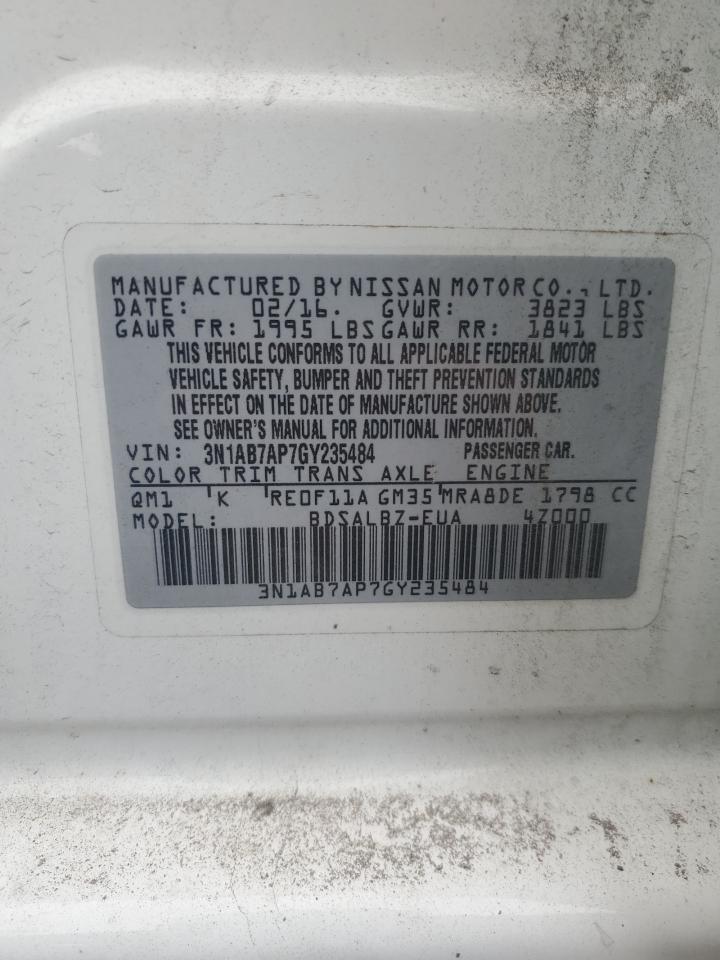 MANUFACTURED BY NISSAN MOTOR CO., LTD.
DATE: 02/16. GVWR: 3823 LBS
GAWR FR: 1995 LBS GAWR RR: 1841 LBS
THIS VEHICLE CONFORMS TO ALL APPLICABLE FEDERAL MOTOR
VEHICLE SAFETY, BUMPER AND THEFT PREVENTION STANDARDS
IN EFFECT ON THE DATE OF MANUFACTURE SHOWN ABOVE.
SEE OWNER'S MANUAL FOR ADDITIONAL INFORMATION.
VIN: 3N1AB7AP7GY235484 PASSENGER CAR.
COLOR TRIM TRANS AXLE ENGINE
QM1 'K 'RE0F11A GM35 'MRA8DE 1798 CC
MODEL: BDSALBZ-EUA 4Z000
3N1AB7AP7GY235484